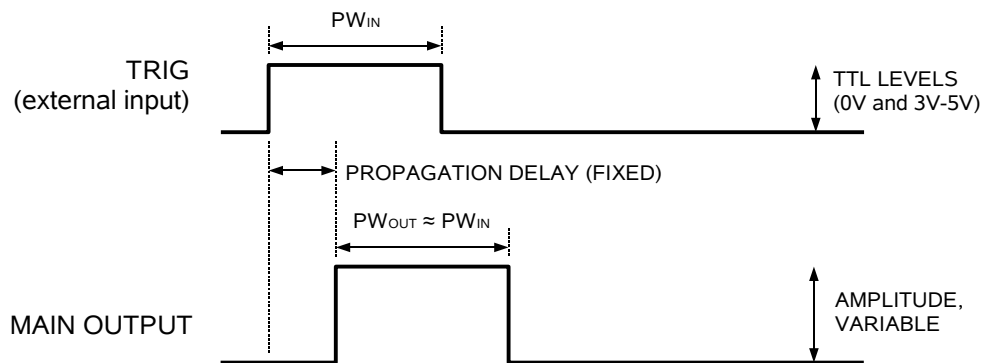 PWIN
TRIG
(external input)
TTL LEVELS
(0V and 3V-5V)
PROPAGATION DELAY (FIXED)
PWOUT ≈ PWIN
MAIN OUTPUT
AMPLITUDE,
VARIABLE